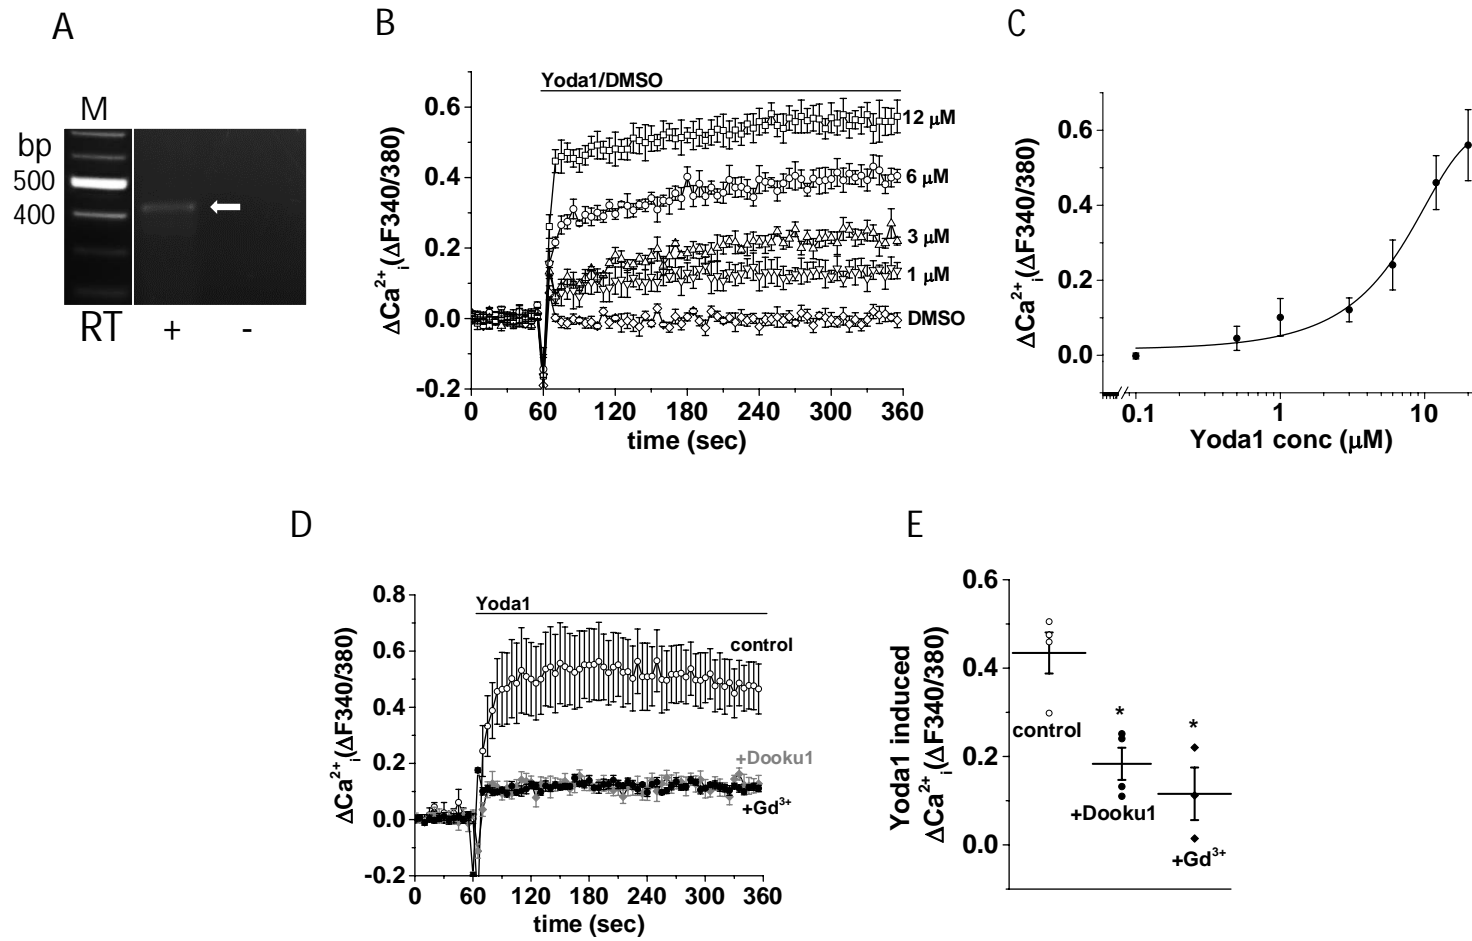 A
M
bp
500
400
RT + -
B
Yoda1/DMSO
ΔCa²⁺ᵢ(ΔF340/380)
0.6
0.4
0.2
0.0
-0.2
12 μM
6 μM
3 μM
1 μM
DMSO
0 60 120 180 240 300 360
time (sec)
C
ΔCa²⁺ᵢ(ΔF340/380)
0.6
0.4
0.2
0.0
0.1 1 10
Yoda1 conc (μM)
D
Yoda1
ΔCa²⁺ᵢ(ΔF340/380)
0.8
0.6
0.4
0.2
0.0
-0.2
control
+Dooku1
+Gd³⁺
0 60 120 180 240 300 360
time (sec)
E
Yoda1 induced
ΔCa²⁺ᵢ(ΔF340/380)
0.6
0.4
0.2
0.0
control
*
+Dooku1
*
+Gd³⁺